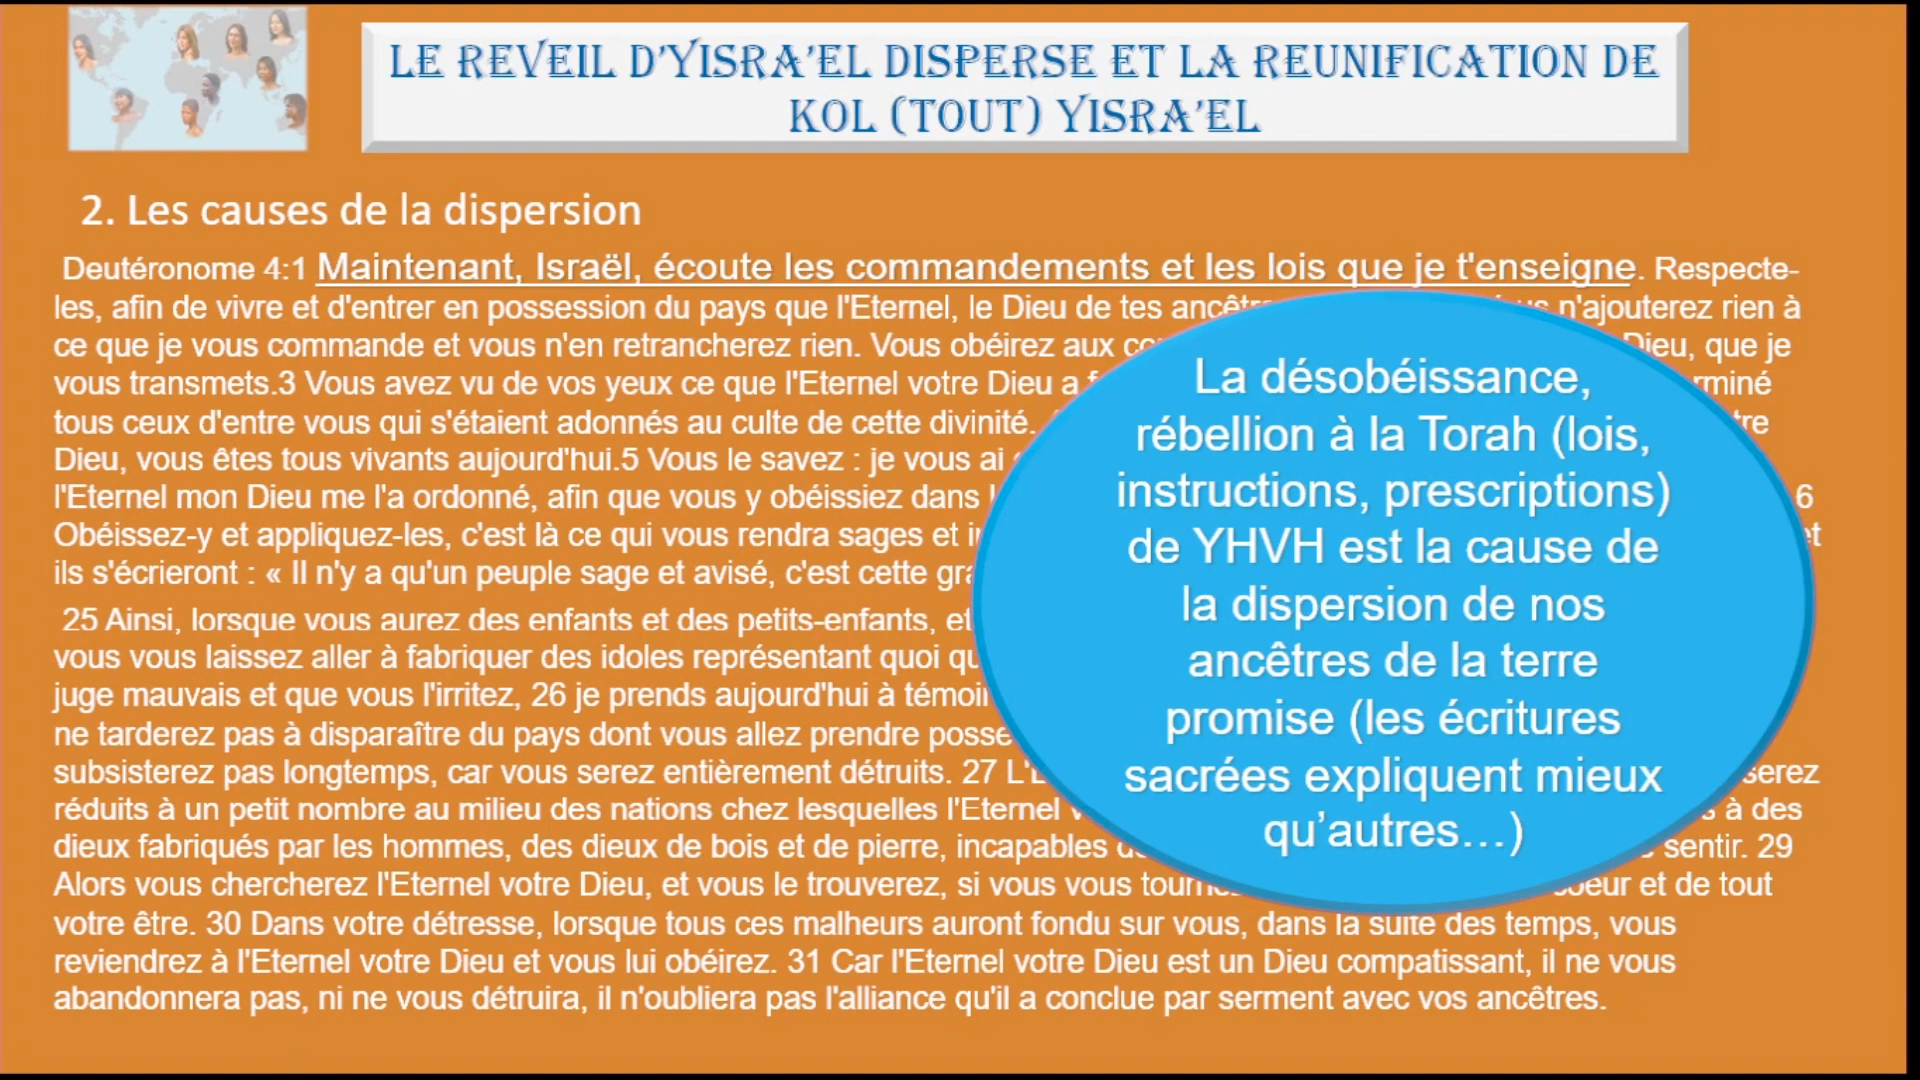 LE REVEIL D'YISRA'EL DISPERSE ET LA REUNIFICATION DE
KOL (TOUT) YISRA'EL
2. Les causes de la dispersion
Deutéronome 4:1 Maintenant, Israël, écoute les commandements et les lois que je t'enseigne. Respecte-
les, afin de vivre et d'entrer en possession du pays que l'Eternel, le Dieu de tes n'ajouterez rien à
ce que je vous commande et vous n'en retrancherez rien. Vous obéirez aux Dieu, que je
vous transmets.3 Vous avez vu de vos yeux ce que l'Eternel votre Dieu a
tous ceux d'entre vous qui s'étaient adonnés au culte de cette divinité.
Dieu, vous êtes tous vivants aujourd'hui.5 Vous le savez : je vous ai
l'Eternel mon Dieu me l'a ordonné, afin que vous y obéissiez dans 6
Obéissez-y et appliquez-les, c'est là ce qui vous rendra sages et
ils s'écrieront : « Il n'y a qu'un peuple sage et avisé, c'est cette
25 Ainsi, lorsque vous aurez des enfants et des petits-enfants, et
vous vous laissez aller à fabriquer des idoles représentant quoi
juge mauvais et que vous l'irritez, 26 je prends aujourd'hui à
ne tarderez pas à disparaître du pays dont vous allez prendre
subsisterez pas longtemps, car vous serez entièrement détruits. 27 serez
réduits à un petit nombre au milieu des nations chez lesquelles l'Eternel à des
dieux fabriqués par les hommes, des dieux de bois et de pierre, incapables sentir. 29
Alors vous chercherez l'Eternel votre Dieu, et vous le trouverez, si vous vous et de tout
votre être. 30 Dans votre détresse, lorsque tous ces malheurs auront fondu sur vous, dans la suite des temps, vous
reviendrez à l'Eternel votre Dieu et vous lui obéirez. 31 Car l'Eternel votre Dieu est un Dieu compatissant, il ne vous
abandonnera pas, ni ne vous détruira, il n'oubliera pas l'alliance qu'il a conclue par serment avec vos ancêtres.
La désobéissance,
rébellion à la Torah (lois,
instructions, prescriptions)
de YHVH est la cause de
la dispersion de nos
ancêtres de la terre
promise (les écritures
sacrées expliquent mieux
qu'autres...)